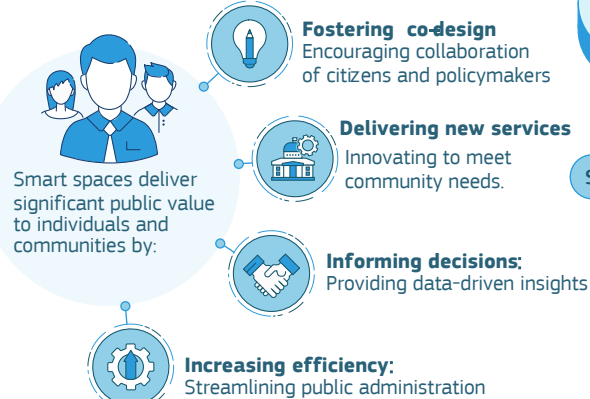 Fostering co-design
Encouraging collaboration
of citizens and policymakers
Delivering new services
Innovating to meet
community needs.
Smart spaces deliver
significant public value
to individuals and
communities by:
Informing decisions:
Providing data-driven insights
Increasing efficiency:
Streamlining public administration